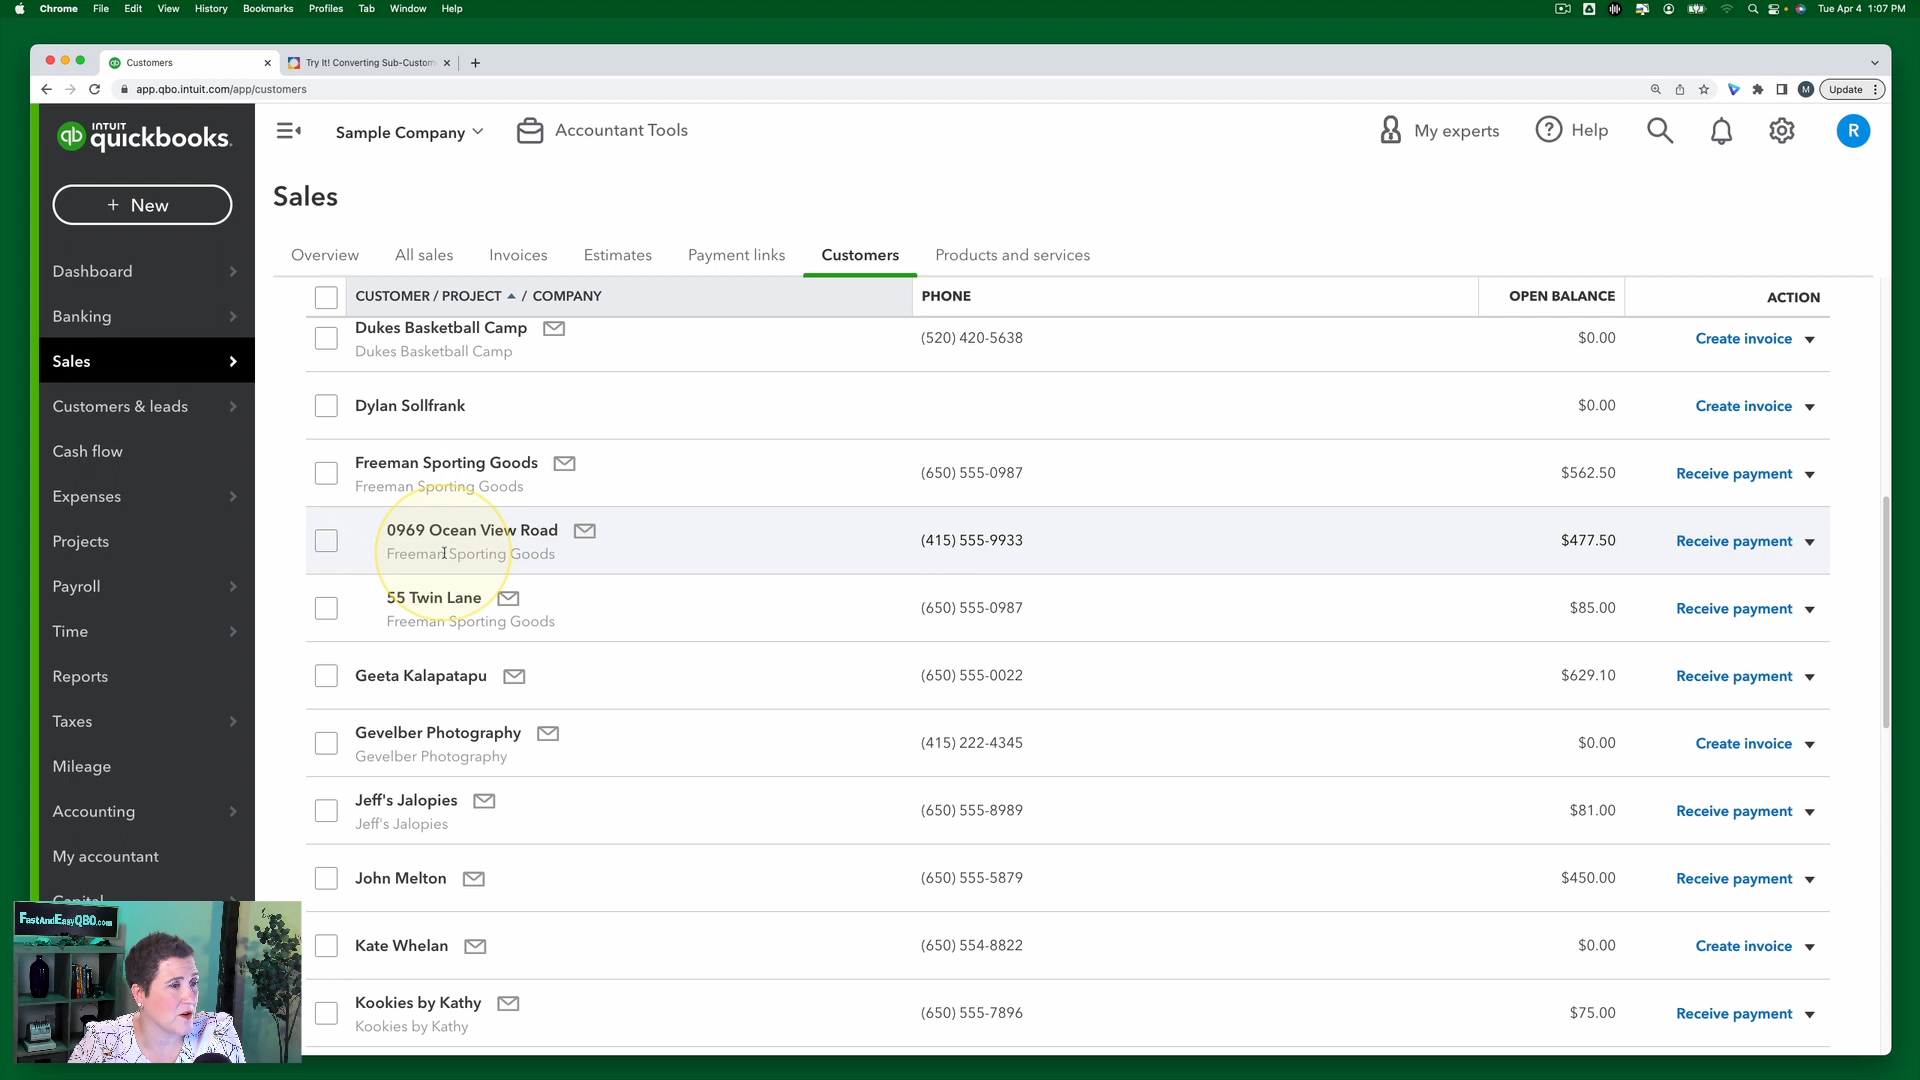 Chrome File Edit View History Bookmarks Profiles Tab Window Help
Tue Apr 4 1:07 PM
Customers
Try It! Converting Sub-Custom
app.qbo.intuit.com/app/customers
M
Update
INTUIT
qb quickbooks.
Sample Company
Accountant Tools
My experts
Help
R
+ New
Sales
Overview All sales Invoices Estimates Payment links Customers Products and services
Dashboard
Banking
Sales
Customers & leads
Cash flow
Expenses
Projects
Payroll
Time
Reports
Taxes
Mileage
Accounting
My accountant
Capital
CUSTOMER / PROJECT / COMPANY PHONE OPEN BALANCE ACTION
Dukes Basketball Camp
Dukes Basketball Camp
(520) 420-5638 $0.00 Create invoice
Dylan Sollfrank $0.00 Create invoice
Freeman Sporting Goods
Freeman Sporting Goods
(650) 555-0987 $562.50 Receive payment
0969 Ocean View Road
Freeman Sporting Goods
(415) 555-9933 $477.50 Receive payment
55 Twin Lane
Freeman Sporting Goods
(650) 555-0987 $85.00 Receive payment
Geeta Kalapatapu (650) 555-0022 $629.10 Receive payment
Gevelber Photography
Gevelber Photography
(415) 222-4345 $0.00 Create invoice
Jeff's Jalopies
Jeff's Jalopies
(650) 555-8989 $81.00 Receive payment
John Melton (650) 555-5879 $450.00 Receive payment
Kate Whelan (650) 554-8822 $0.00 Create invoice
Kookies by Kathy
Kookies by Kathy
(650) 555-7896 $75.00 Receive payment
FastAndEasyQBO.com